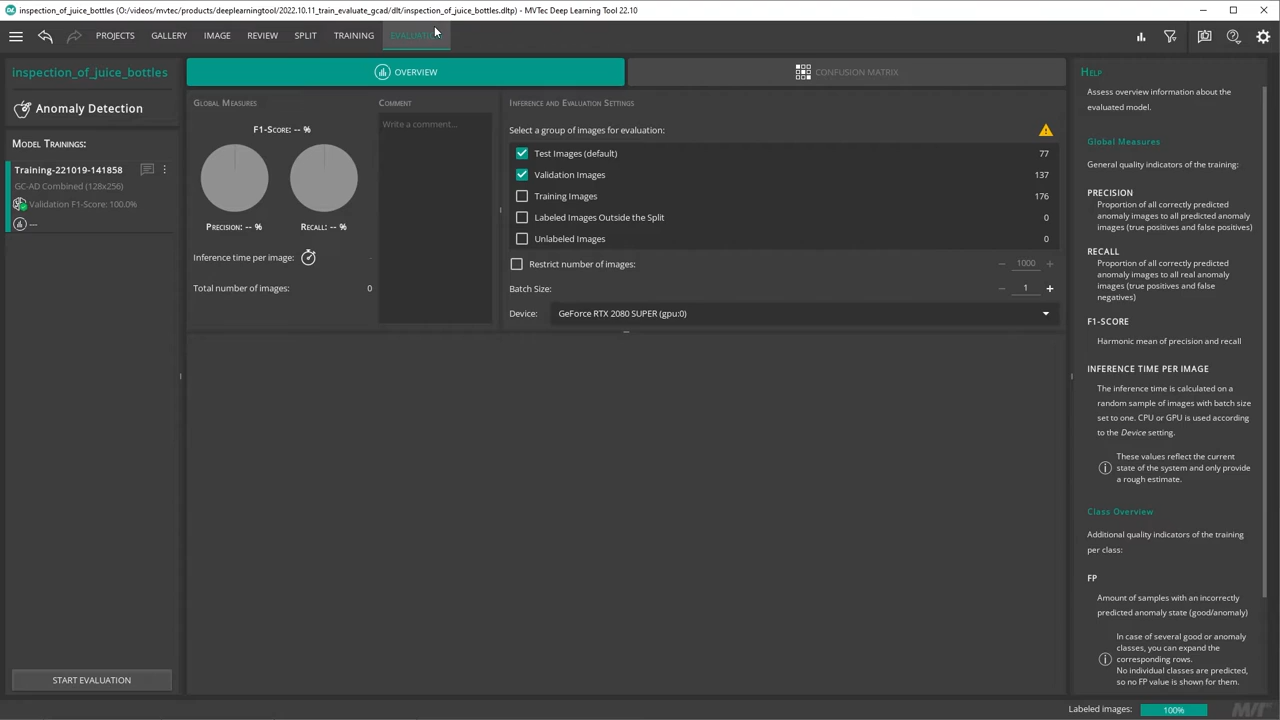 inspection_of_juice_bottles (O:/videos/mvtec/products/deeplearningtool/2022.10.11_train_evaluate_gcad/dlt/inspection_of_juice_bottles.dltp) - MVTec Deep Learning Tool 22.10
PROJECTS GALLERY IMAGE REVIEW SPLIT TRAINING EVALUATION
inspection_of_juice_bottles
Anomaly Detection
MODEL TRAININGS:
Training-221019-141858
GC-AD Combined (128x256)
Validation F1-Score: 100.0%
---
START EVALUATION
OVERVIEW
CONFUSION MATRIX
GLOBAL MEASURES
F1-SCORE: -- %
PRECISION: -- %
RECALL: -- %
Inference time per image: -
Total number of images: 0
COMMENT
Write a comment...
INFERENCE AND EVALUATION SETTINGS
Select a group of images for evaluation:
Test Images (default) 77
Validation Images 137
Training Images 176
Labeled Images Outside the Split 0
Unlabeled Images 0
Restrict number of images: − 1000 +
Batch Size: − 1 +
Device: GeForce RTX 2080 SUPER (gpu:0)
HELP
Assess overview information about the
evaluated model.
Global Measures
General quality indicators of the training:
PRECISION
Proportion of all correctly predicted
anomaly images to all predicted anomaly
images (true positives and false positives)
RECALL
Proportion of all correctly predicted
anomaly images to all real anomaly
images (true positives and false
negatives)
F1-SCORE
Harmonic mean of precision and recall
INFERENCE TIME PER IMAGE
The inference time is calculated on a
random sample of images with batch size
set to one. CPU or GPU is used according
to the Device setting.
These values reflect the current
state of the system and only provide
a rough estimate.
Class Overview
Additional quality indicators of the training
per class:
FP
Amount of samples with an incorrectly
predicted anomaly state (good/anomaly)
In case of several good or anomaly
classes, you can expand the
corresponding rows.
No individual classes are predicted,
so no FP value is shown for them.
Labeled images: 100%